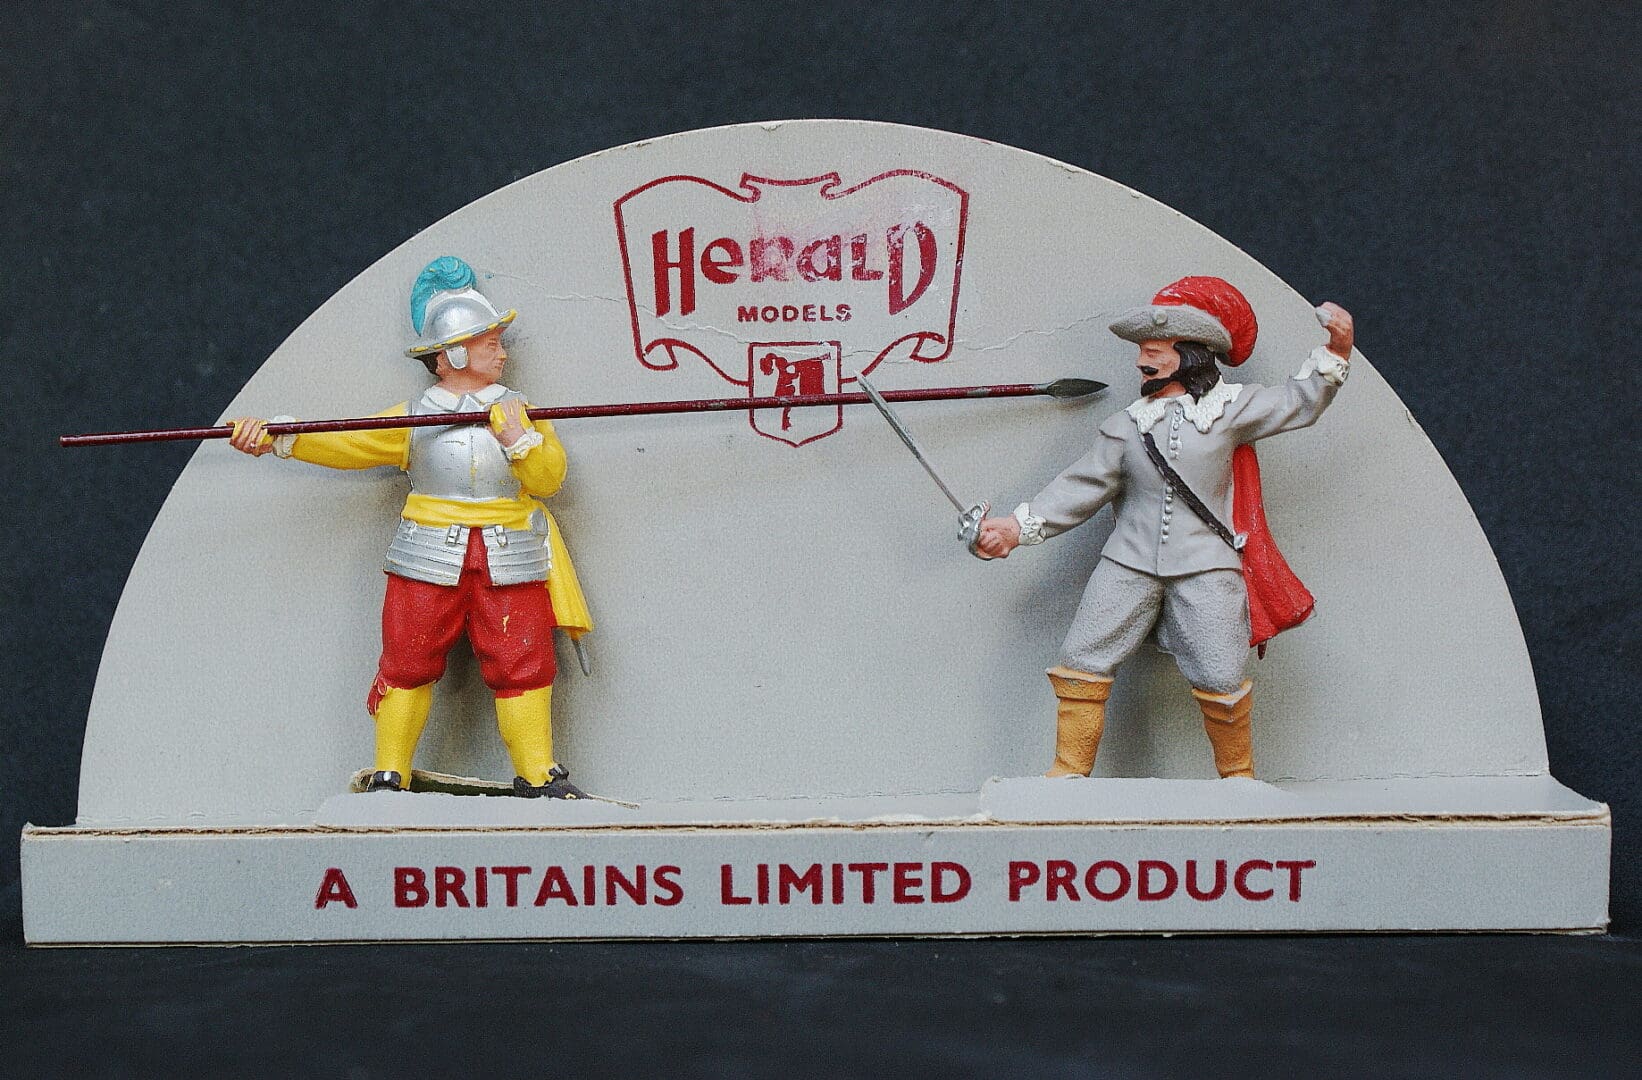 Herald
MODELS
A BRITAINS LIMITED PRODUCT